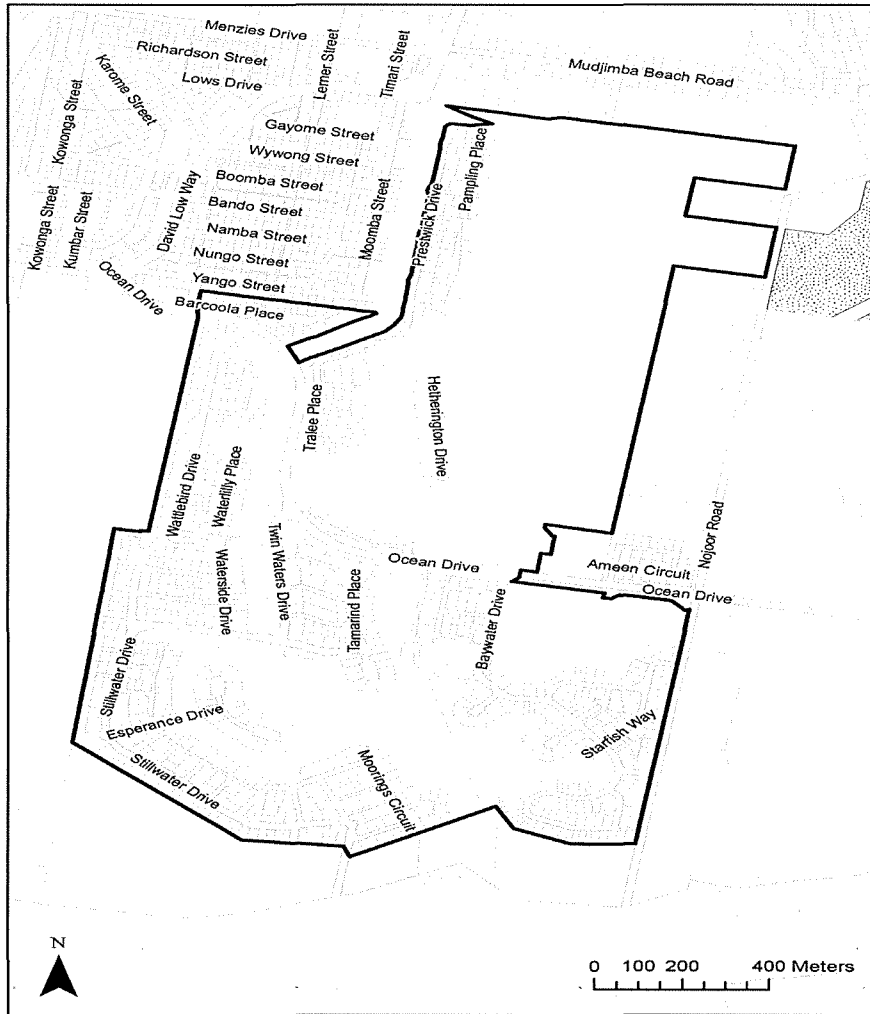 Menzies Drive
Richardson Street
Lows Drive
Lerner Street
Timari Street
Mudjimba Beach Road
Karome Street
Kowonga Street
Gayome Street
Wywong Street
Boomba Street
Bando Street
Namba Street
Nungo Street
Yango Street
Barcoola Place
Kowonga Street
Kumbar Street
David Low Way
Ocean Drive
Moomba Street
Prestwick Drive
Pampling Place
Tralee Place
Hetherington Drive
Wattlebird Drive
Waterlilly Place
Waterside Drive
Twin Waters Drive
Tamarind Place
Ocean Drive
Baywater Drive
Ameen Circuit
Ocean Drive
Nojoor Road
Stillwater Drive
Esperance Drive
Stillwater Drive
Moorings Circuit
Starfish Way
N
0 100 200 400 Meters